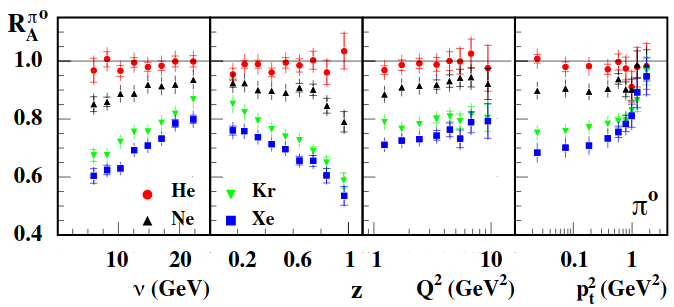 R_A^π⁰
1.0
0.8
0.6
0.4
He
Ne
Kr
Xe
π⁰
10 20 0.2 0.6 1 1 10 0.1 1
ν (GeV) z Q² (GeV²) p_t² (GeV²)